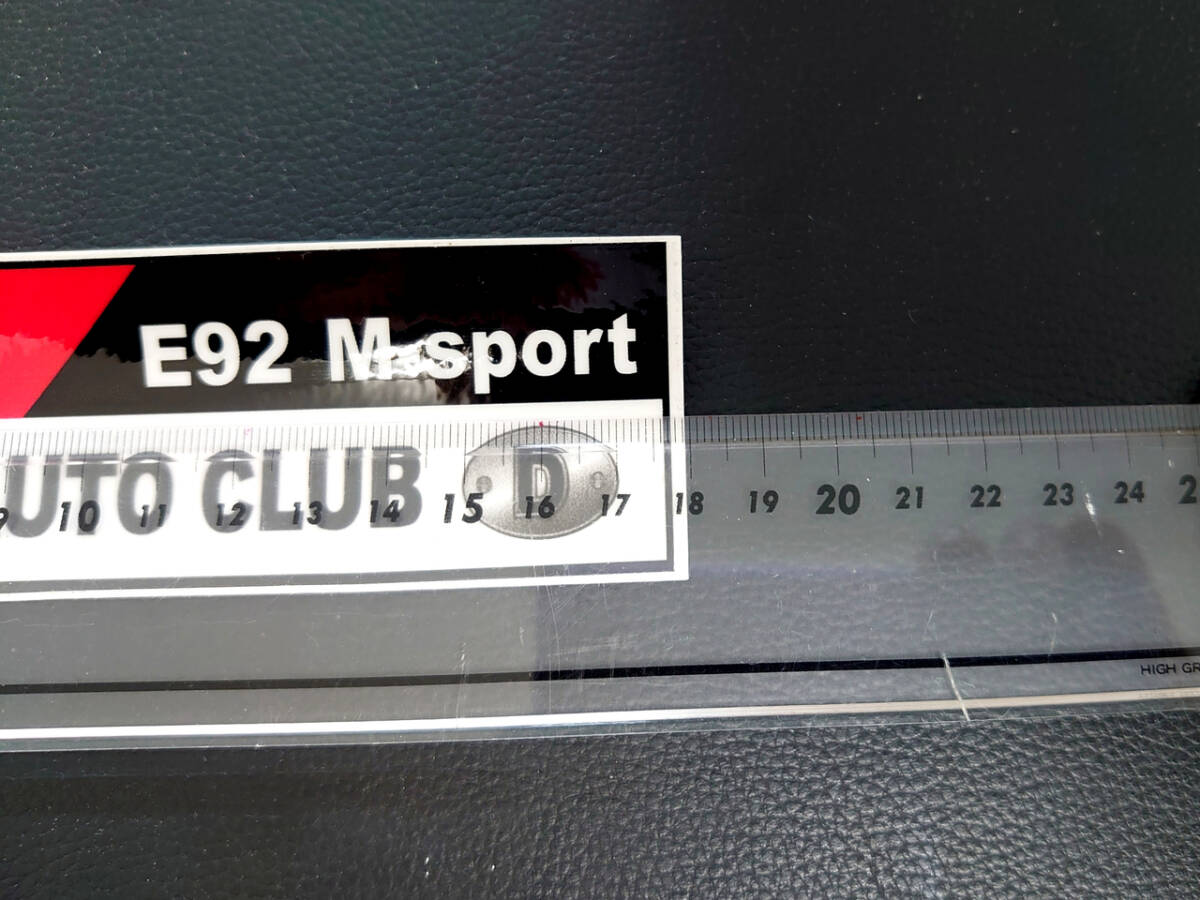 E92 M.sport
UTO CLUB D
10 11 12 13 14 15 16 17 18 19 20 21 22 23 24
HIGH GR